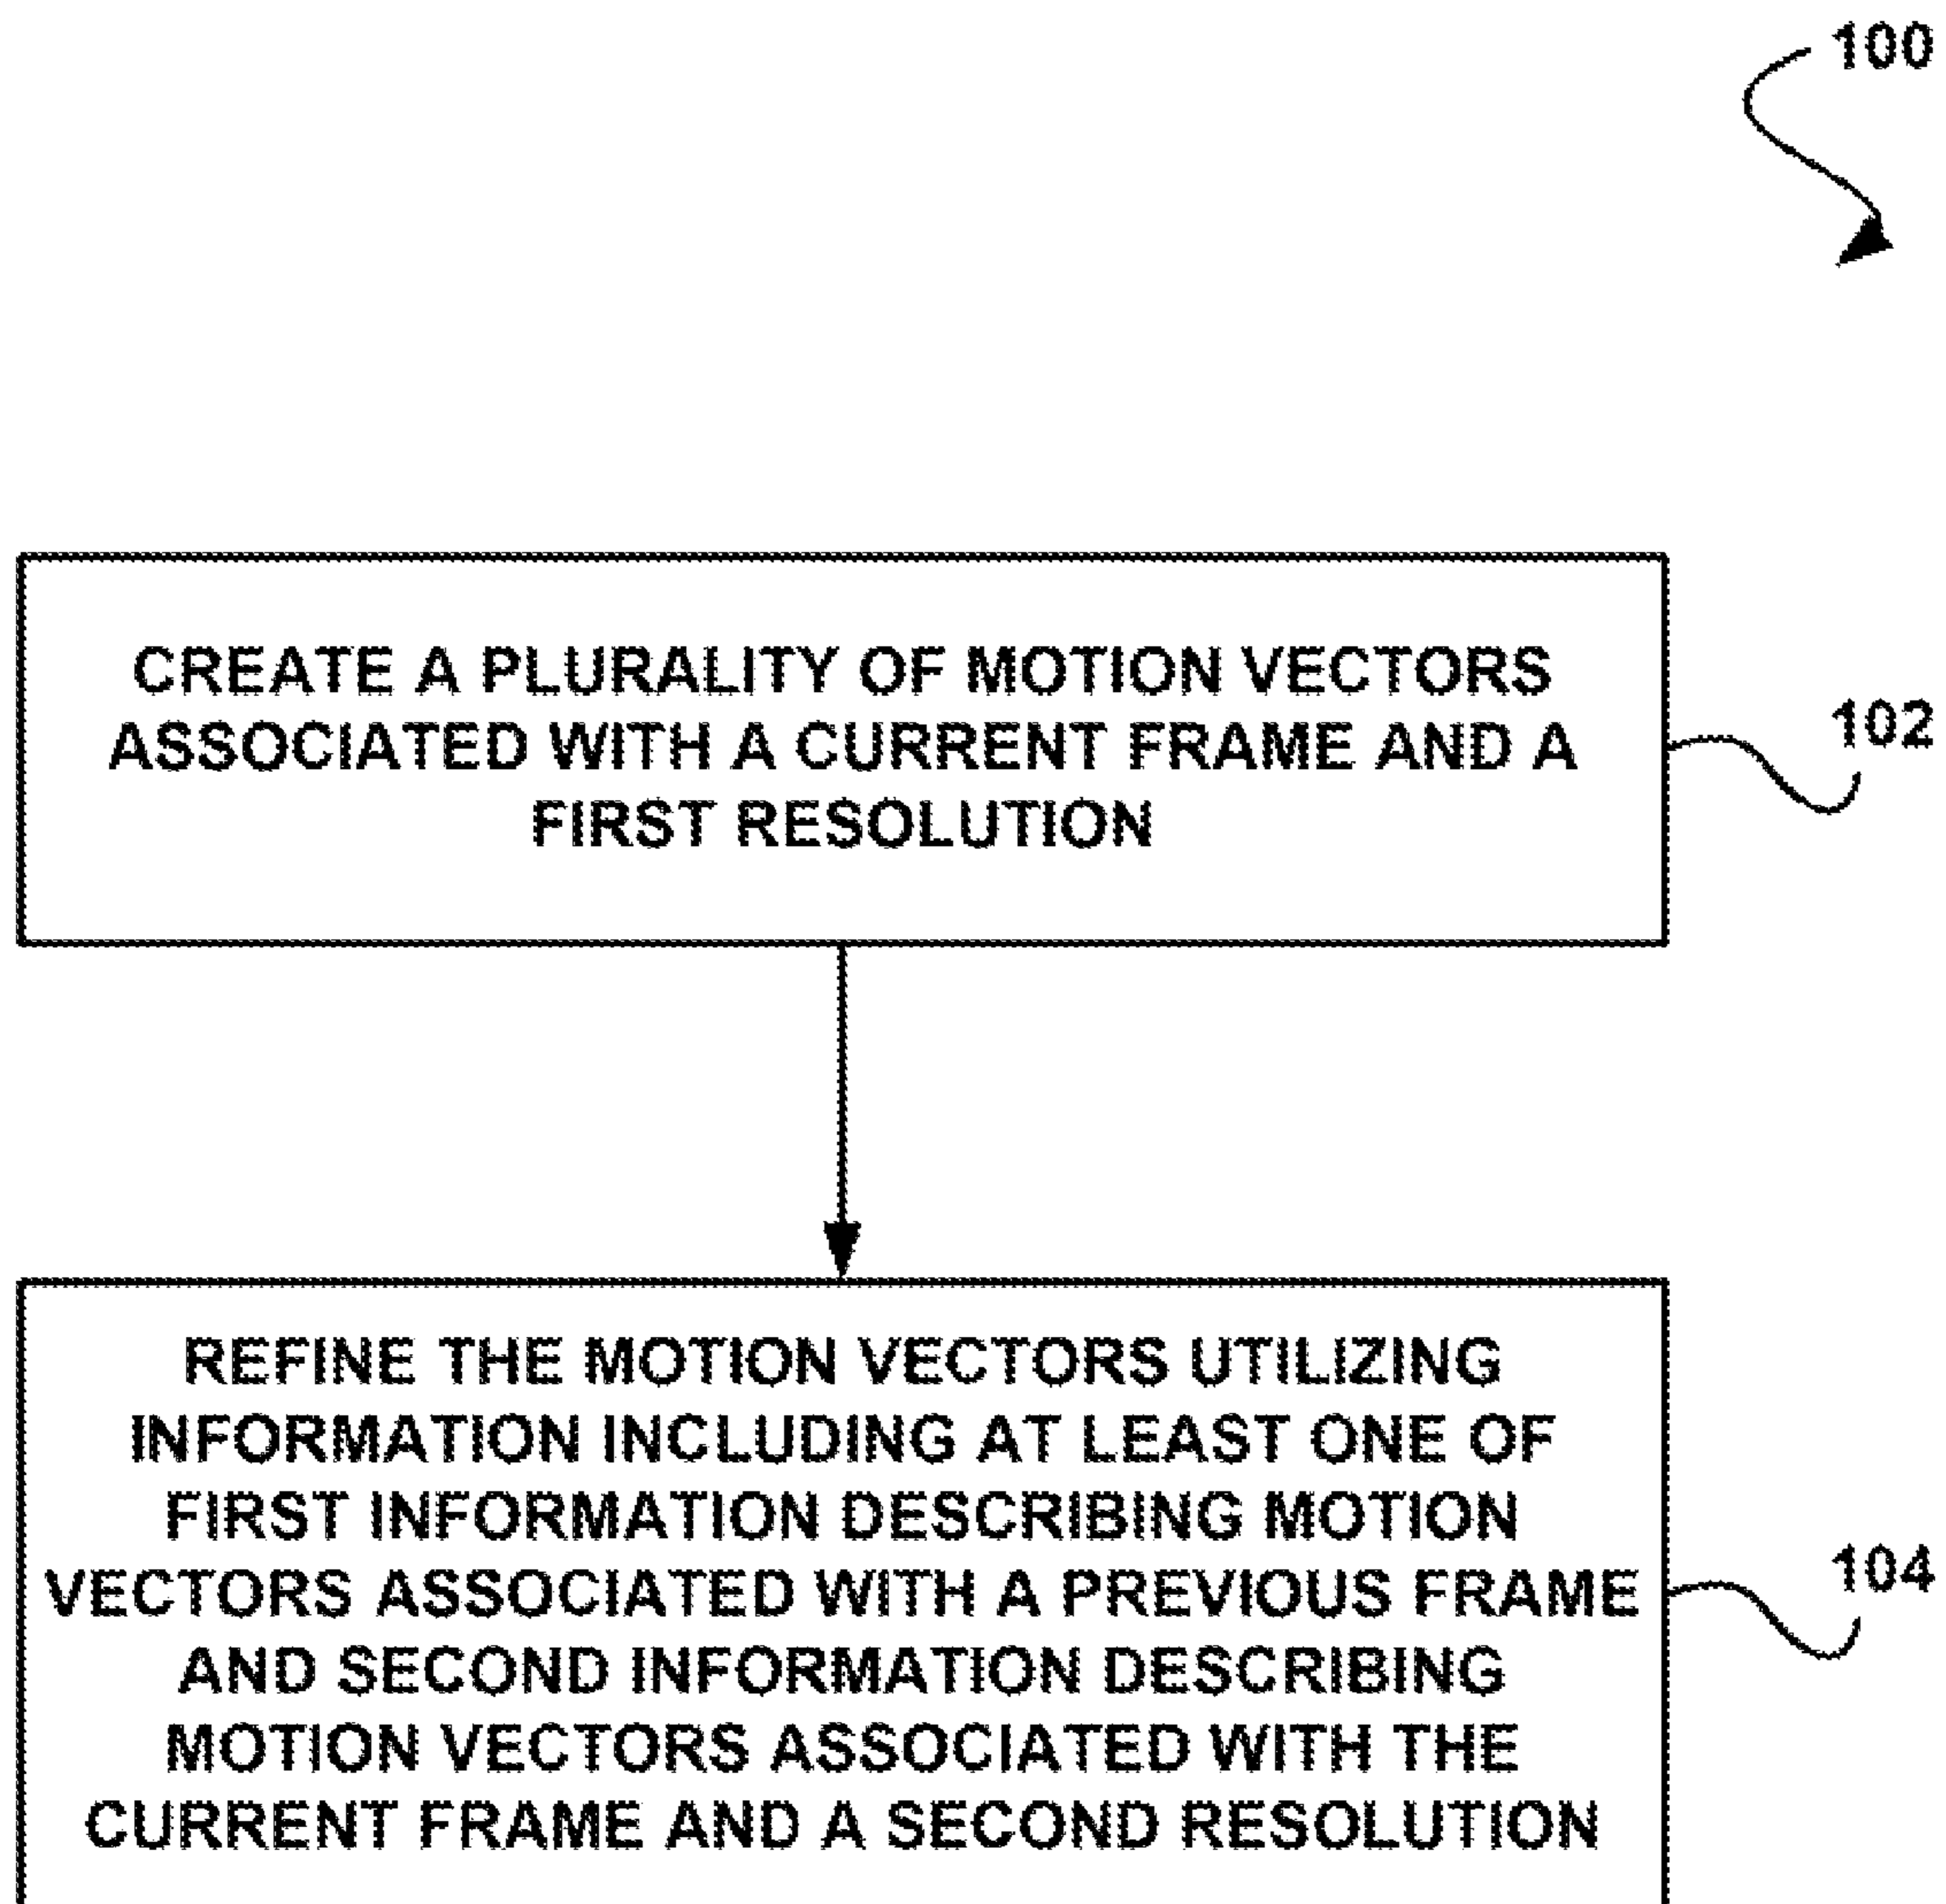 100
CREATE A PLURALITY OF MOTION VECTORS
ASSOCIATED WITH A CURRENT FRAME AND A
FIRST RESOLUTION
102
REFINE THE MOTION VECTORS UTILIZING
INFORMATION INCLUDING AT LEAST ONE OF
FIRST INFORMATION DESCRIBING MOTION
VECTORS ASSOCIATED WITH A PREVIOUS FRAME
AND SECOND INFORMATION DESCRIBING
MOTION VECTORS ASSOCIATED WITH THE
CURRENT FRAME AND A SECOND RESOLUTION
104